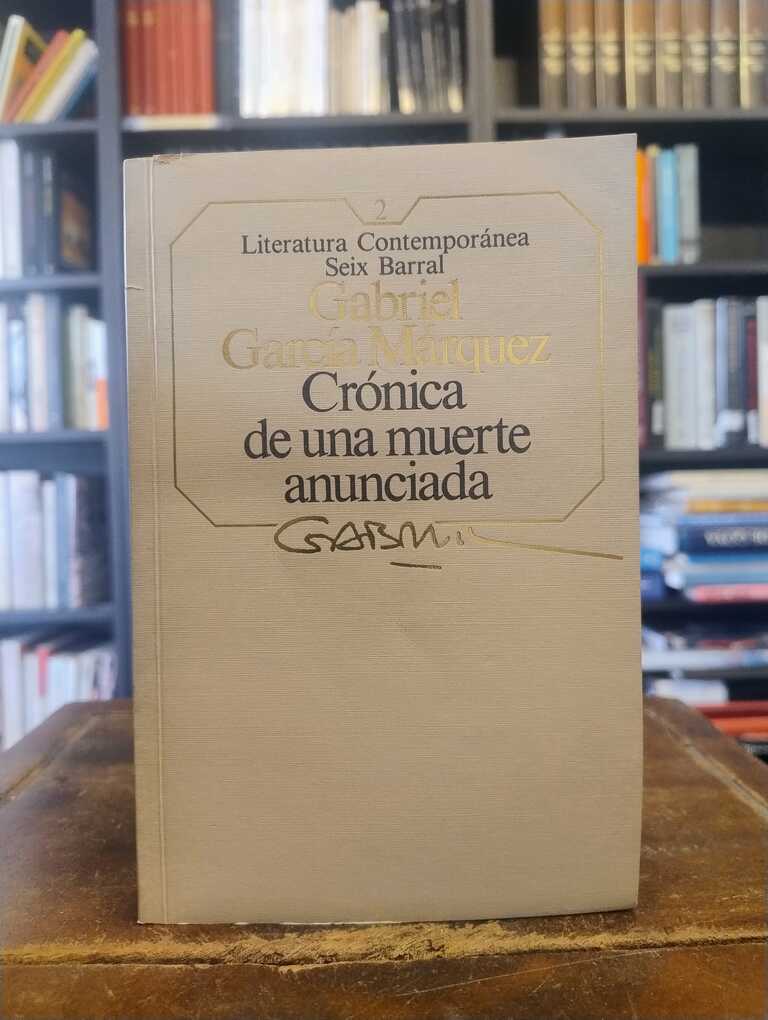 2
Literatura Contemporánea
Seix Barral
Gabriel
García Márquez
Crónica
de una muerte
anunciada